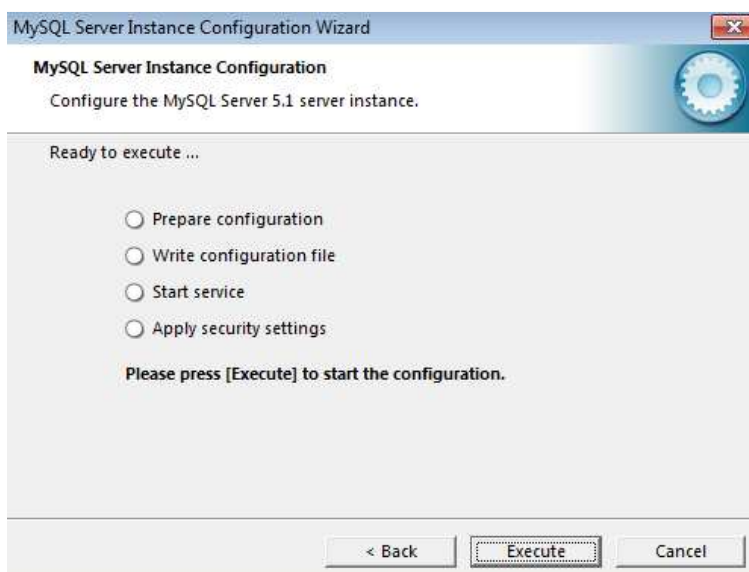 MySQL Server Instance Configuration Wizard
MySQL Server Instance Configuration
Configure the MySQL Server 5.1 server instance.
Ready to execute ...
Prepare configuration
Write configuration file
Start service
Apply security settings
Please press [Execute] to start the configuration.
< Back Execute Cancel